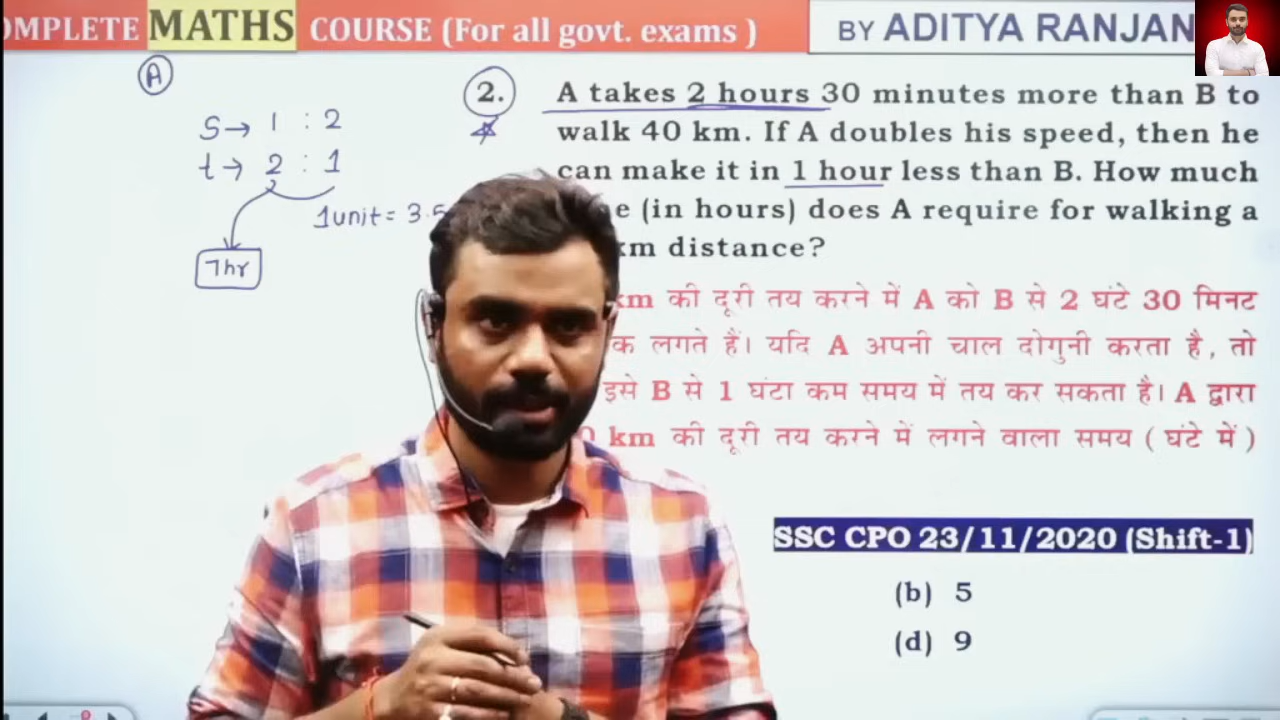 OMPLETE MATHS COURSE (For all govt. exams )
BY ADITYA RANJAN
A
S→ 1 : 2
t→ 2 : 1
1unit = 3.5
7hr
2. A takes 2 hours 30 minutes more than B to
walk 40 km. If A doubles his speed, then he
can make it in 1 hour less than B. How much
e (in hours) does A require for walking a
km distance?
km की दूरी तय करने में A को B से 2 घंटे 30 मिनट
क लगते हैं। यदि A अपनी चाल दोगुनी करता है, तो
इसे B से 1 घंटा कम समय में तय कर सकता है। A द्वारा
0 km की दूरी तय करने में लगने वाला समय ( घंटे में )
SSC CPO 23/11/2020 (Shift-1)
(b) 5
(d) 9